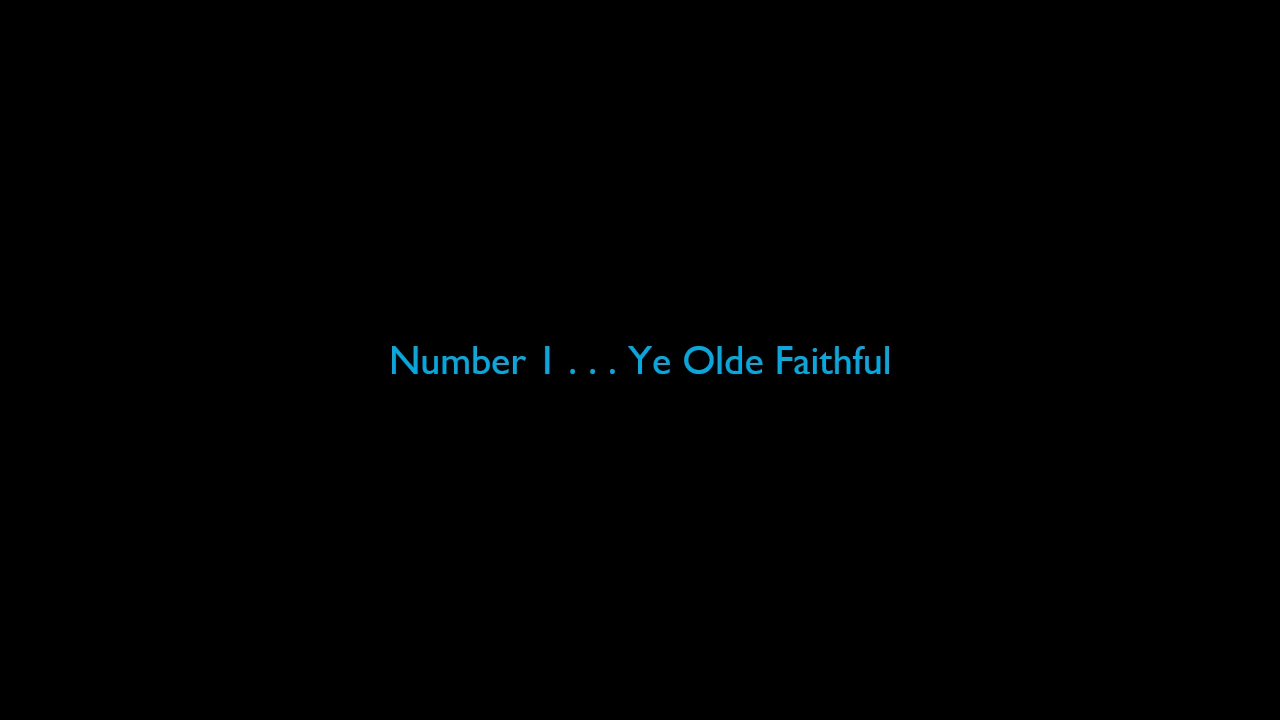 Number 1 . . . Ye Olde Faithful